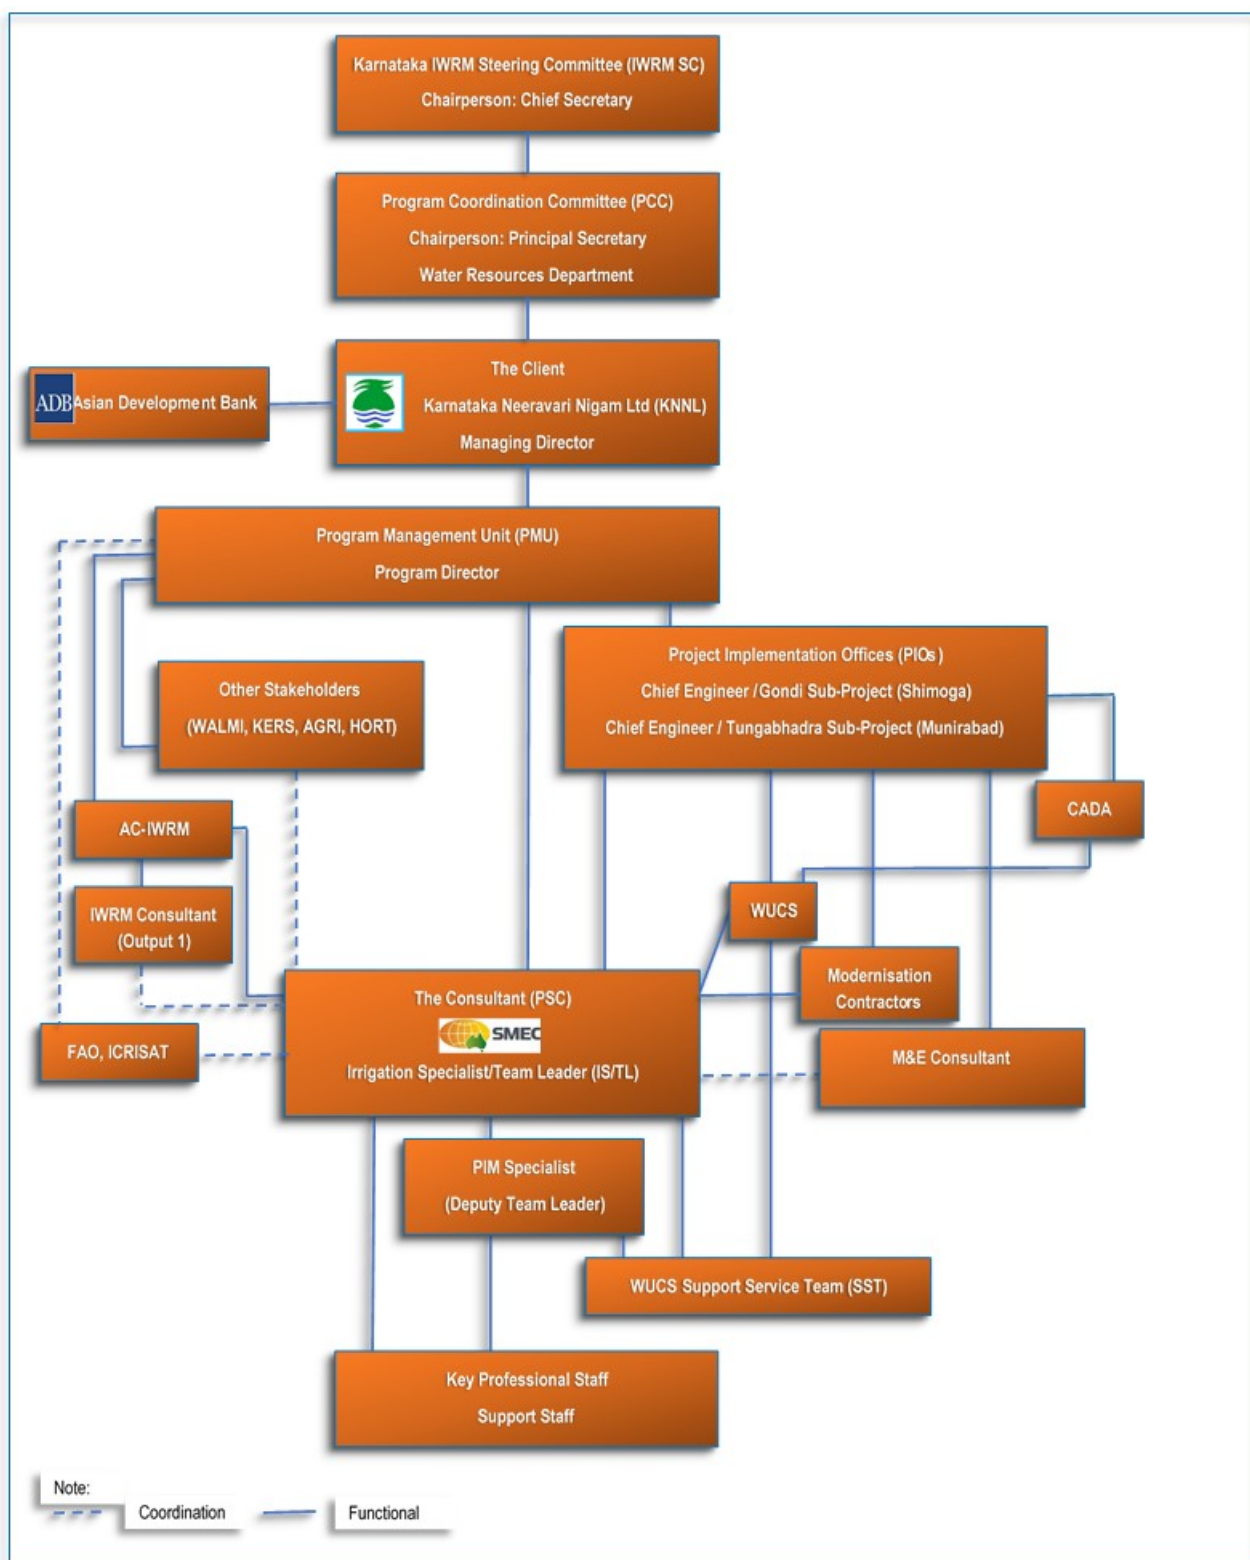 Karnataka IWRM Steering Committee (IWRM SC)
Chairperson: Chief Secretary
Program Coordination Committee (PCC)
Chairperson: Principal Secretary
Water Resources Department
The Client
Karnataka Neeravari Nigam Ltd (KNNL)
Managing Director
ADB Asian Development Bank
Program Management Unit (PMU)
Program Director
Project Implementation Offices (PIOs)
Chief Engineer /Gondi Sub-Project (Shimoga)
Chief Engineer / Tungabhadra Sub-Project (Munirabad)
Other Stakeholders
(WALMI, KERS, AGRI, HORT)
CADA
AC-IWRM
IWRM Consultant
(Output 1)
WUCS
Modernisation
Contractors
The Consultant (PSC)
SMEC
Irrigation Specialist/Team Leader (IS/TL)
FAO, ICRISAT
M&E Consultant
PIM Specialist
(Deputy Team Leader)
WUCS Support Service Team (SST)
Key Professional Staff
Support Staff
Note:
Coordination
Functional